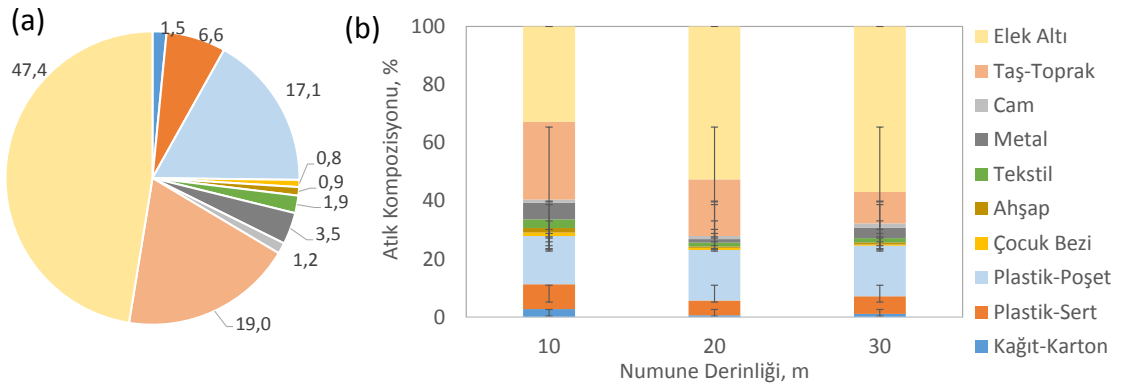 (a)
1,5
6,6
17,1
0,8
0,9
1,9
3,5
1,2
19,0
47,4
(b)
Atık Kompozisyonu, %
100
80
60
40
20
0
10
20
30
Numune Derinliği, m
Elek Altı
Taş-Toprak
Cam
Metal
Tekstil
Ahşap
Çocuk Bezi
Plastik-Poşet
Plastik-Sert
Kağıt-Karton